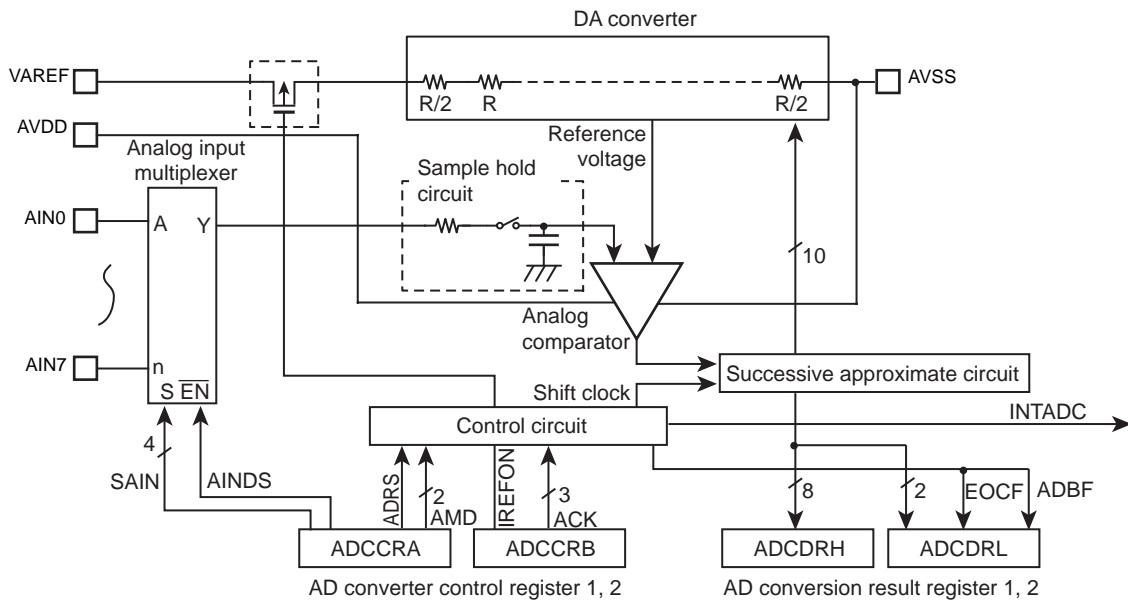 DA converter
VAREF
AVSS
R/2
R
R/2
AVDD
Reference
voltage
Analog input
multiplexer
Sample hold
circuit
AIN0
A
Y
10
Analog
comparator
AIN7
n
S EN
Successive approximate circuit
Shift clock
INTADC
Control circuit
4
SAIN
AINDS
ADRS
2
AMD
IREFON
3
ACK
8
2
EOCF
ADBF
ADCCRA
ADCCRB
ADCDRH
ADCDRL
AD converter control register 1, 2
AD conversion result register 1, 2